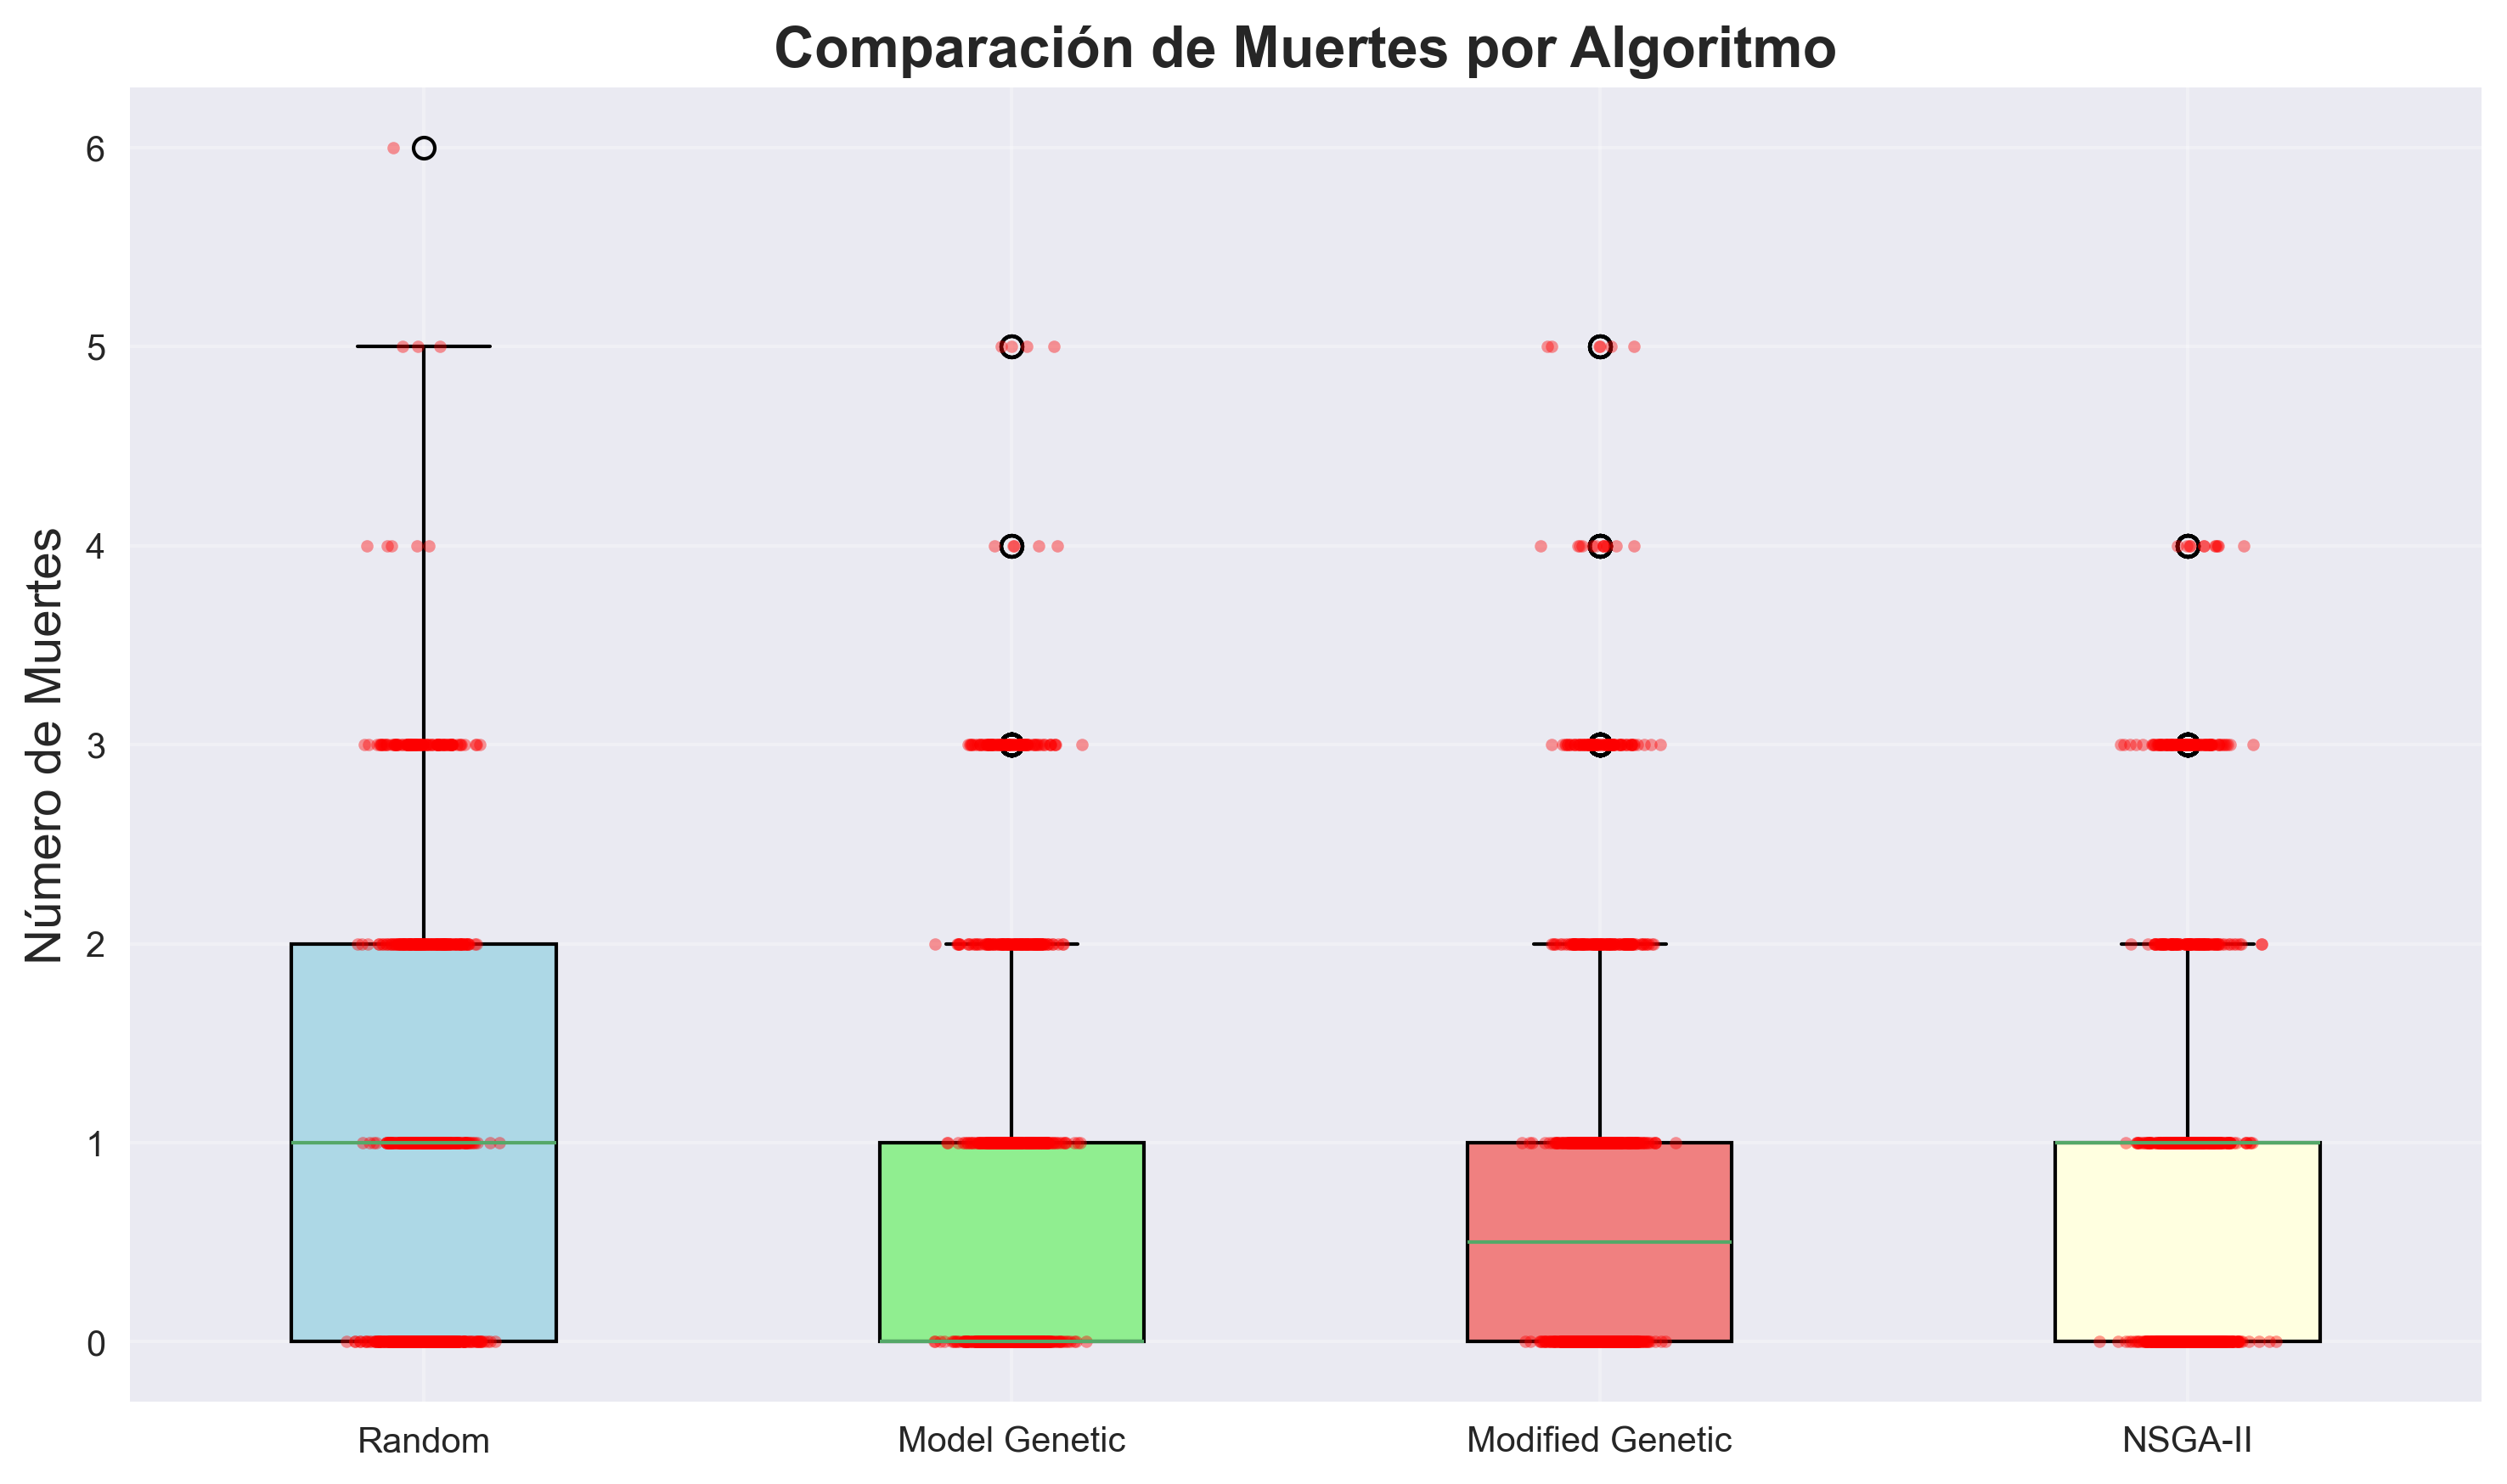 Comparación de Muertes por Algoritmo
Número de Muertes
6
5
4
3
2
1
0
Random
Model Genetic
Modified Genetic
NSGA-II